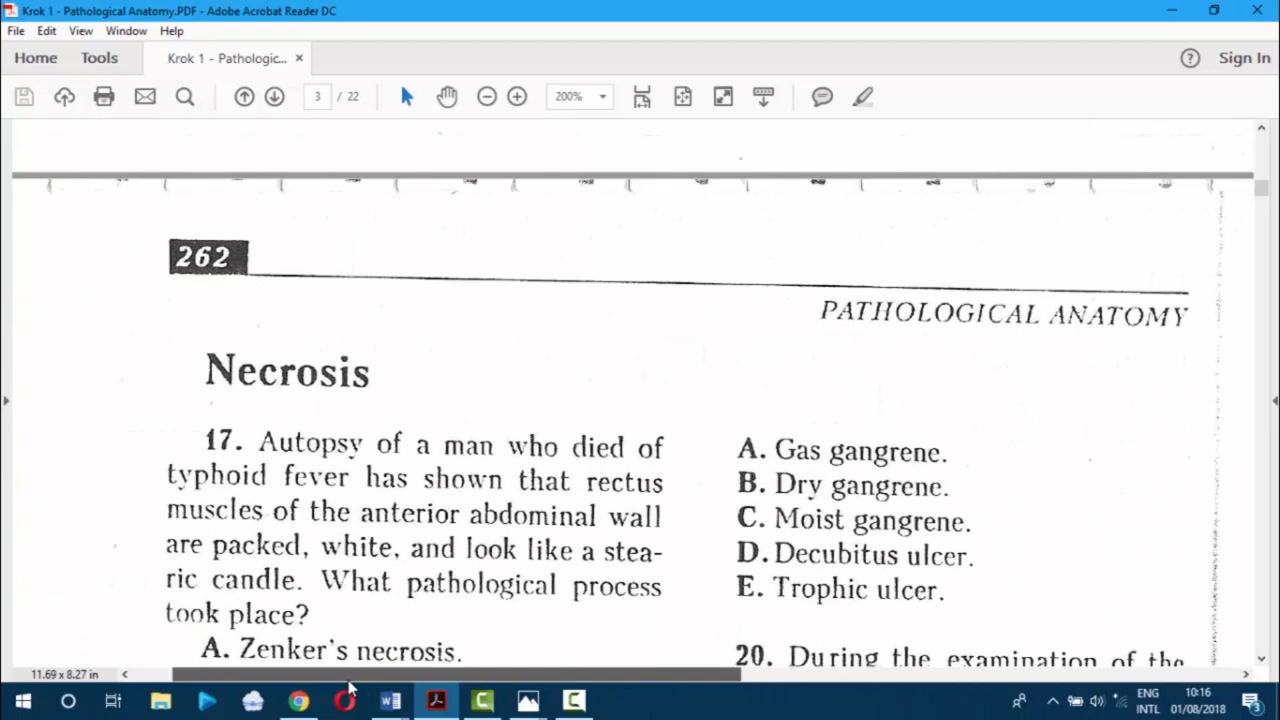 Krok 1 - Pathological Anatomy.PDF - Adobe Acrobat Reader DC
File Edit View Window Help
Home Tools Krok 1 - Pathologic... × Sign In
3 / 22 200%
262
PATHOLOGICAL ANATOMY
Necrosis
17. Autopsy of a man who died of
typhoid fever has shown that rectus
muscles of the anterior abdominal wall
are packed, white, and look like a stea-
ric candle. What pathological process
took place?
A. Zenker's necrosis.
A. Gas gangrene.
B. Dry gangrene.
C. Moist gangrene.
D. Decubitus ulcer.
E. Trophic ulcer.
20. During the examination of the
11.69 x 8.27 in
ENG
INTL
10:16
01/08/2018
3